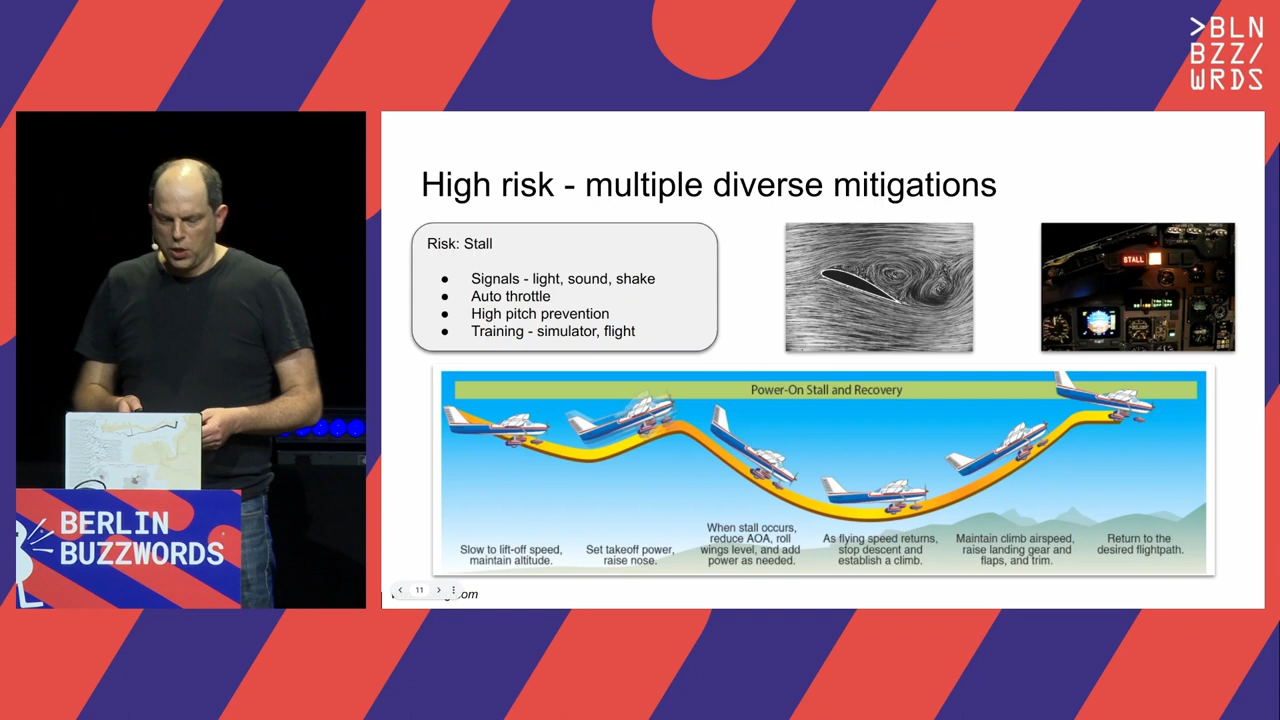 >BLN
BZZ/
WRDS
High risk - multiple diverse mitigations
Risk: Stall
● Signals - light, sound, shake
● Auto throttle
● High pitch prevention
● Training - simulator, flight
STALL
Power-On Stall and Recovery
Slow to lift-off speed,
maintain altitude.
Set takeoff power,
raise nose.
When stall occurs,
reduce AOA, roll
wings level, and add
power as needed.
As flying speed returns,
stop descent and
establish a climb.
Maintain climb airspeed,
raise landing gear and
flaps, and trim.
Return to the
desired flightpath.
11
BERLIN
BUZZWORDS